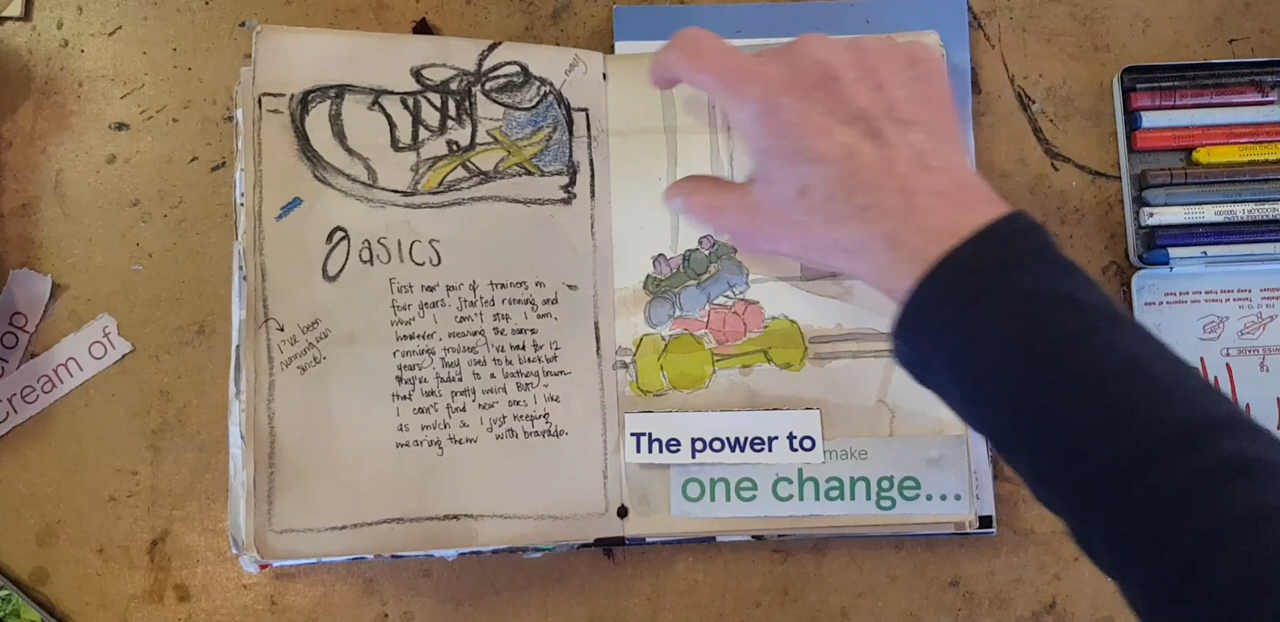 asics
First new pair of trainers in
four years. Started running and
now I can't stop. I am,
however, wearing the same
running trousers I've had for 12
years. They used to be black but
they've faded to a leathery brown
that looks pretty weird. But
I can't find new ones I like
as much so I just keeping
wearing them with bravado.
I've been
running ever
since!
The power to
make
one change...
Cream of
SWISS MADE